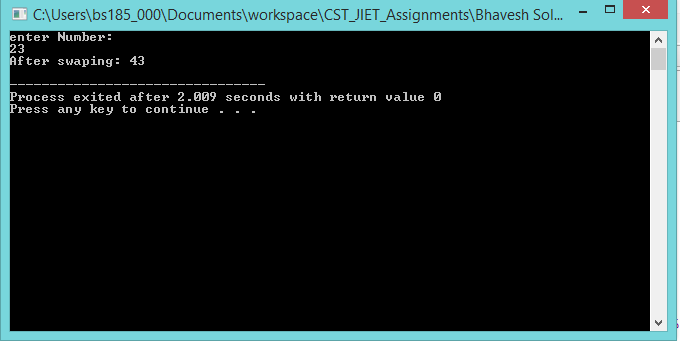 C:\Users\bs185_000\Documents\workspace\CST_JIET_Assignments\Bhavesh Sol...
enter Number:
23
After swaping: 43
--------------------------------
Process exited after 2.009 seconds with return value 0
Press any key to continue . . .